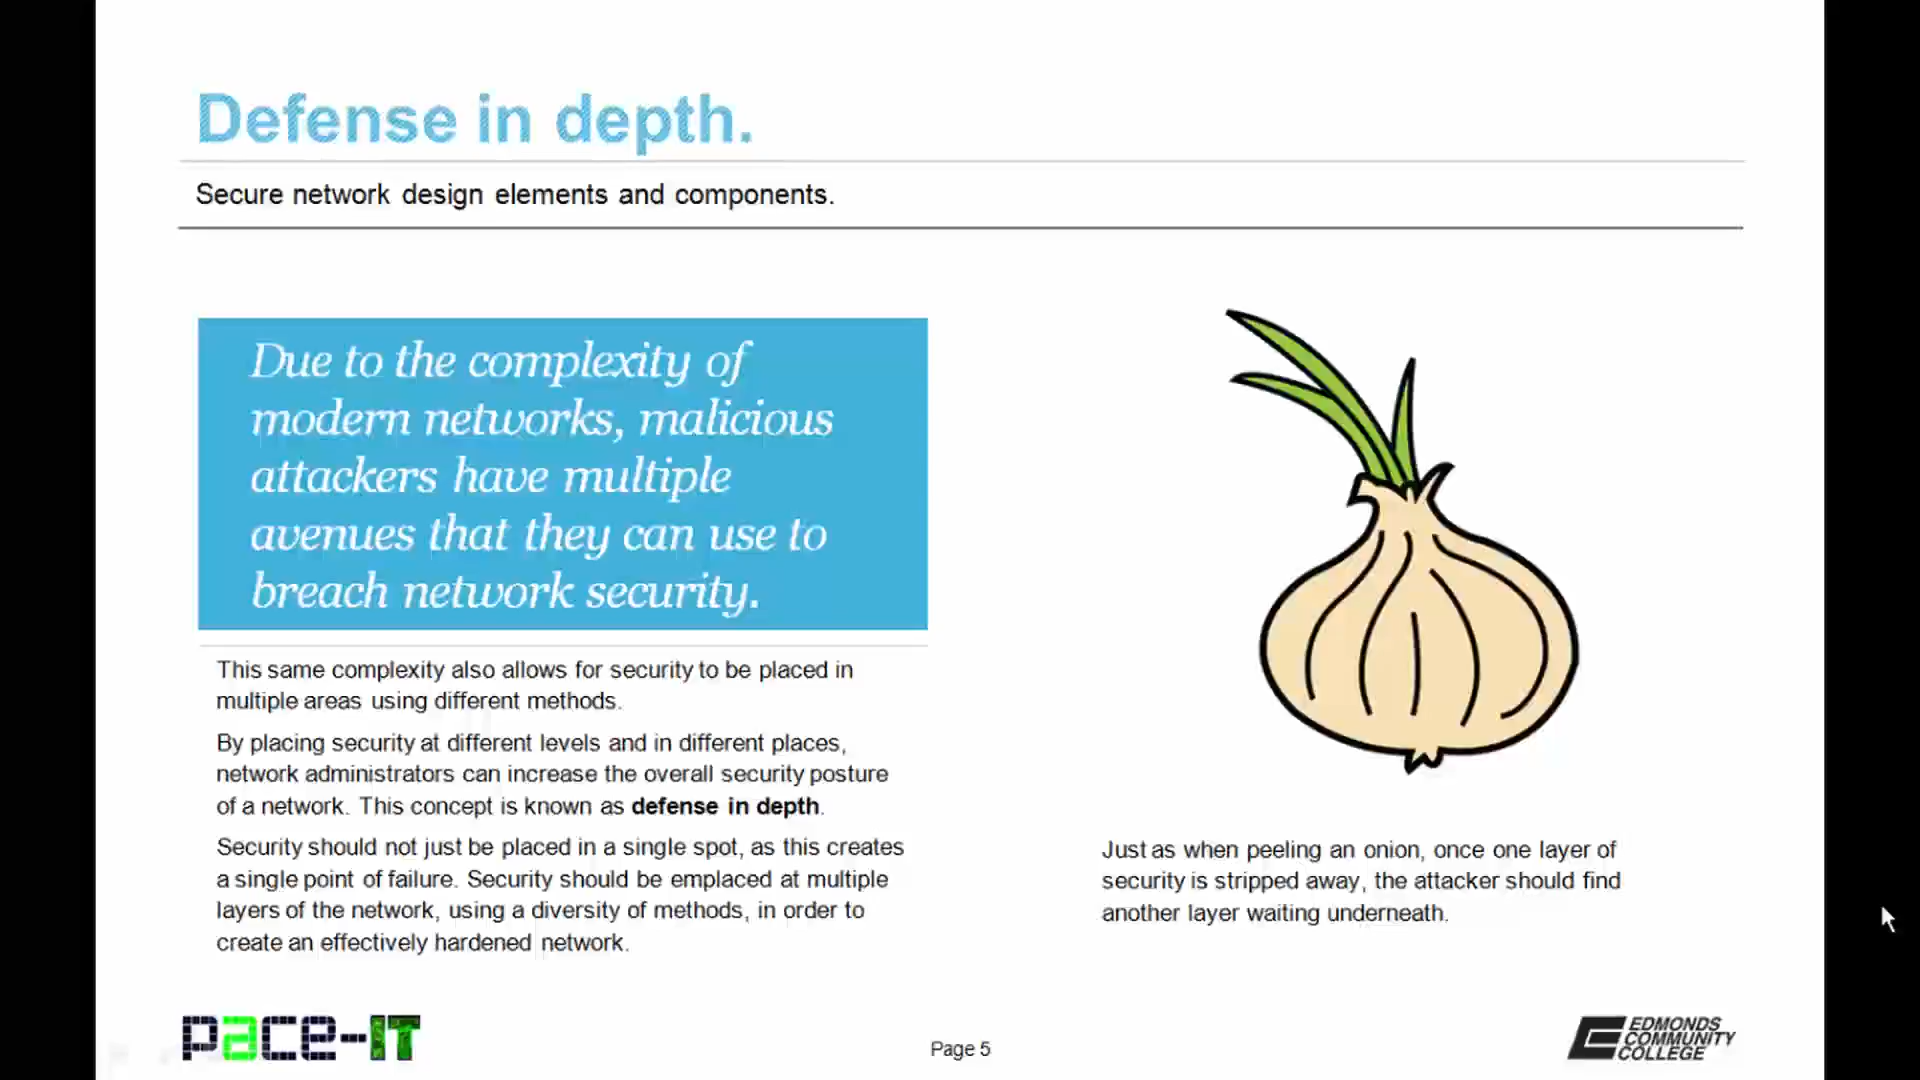 Defense in depth.
Secure network design elements and components.
Due to the complexity of
modern networks, malicious
attackers have multiple
avenues that they can use to
breach network security.
This same complexity also allows for security to be placed in
multiple areas using different methods.
By placing security at different levels and in different places,
network administrators can increase the overall security posture
of a network. This concept is known as defense in depth.
Security should not just be placed in a single spot, as this creates
a single point of failure. Security should be emplaced at multiple
layers of the network, using a diversity of methods, in order to
create an effectively hardened network.
Just as when peeling an onion, once one layer of
security is stripped away, the attacker should find
another layer waiting underneath.
pace-IT
Page 5
EDMONDS
COMMUNITY
COLLEGE